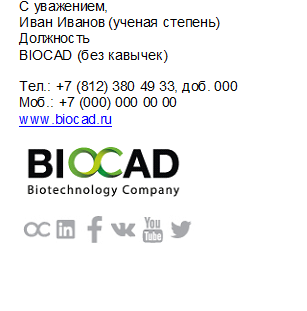 С уважением,
Иван Иванов (ученая степень)
Должность
BIOCAD (без кавычек)
Тел.: +7 (812) 380 49 33, доб. 000
Моб.: +7 (000) 000 00 00
www.biocad.ru
BIOCAD
Biotechnology Company
in f You Tube